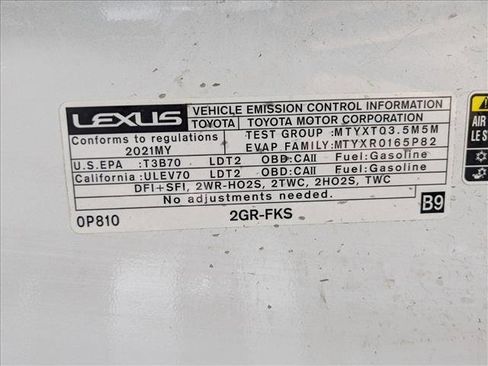 LEXUS VEHICLE EMISSION CONTROL INFORMATION
TOYOTA TOYOTA MOTOR CORPORATION
Conforms to regulations TEST GROUP :MTYXT03.5M5M
2021MY EVAP FAMILY:MTYXR0165P82
U.S.EPA :T3B70 LDT2 OBD:CAII Fuel:Gasoline
California :ULEV70 LDT2 OBD:CAII Fuel:Gasoline
DFI+SFI, 2WR-HO2S, 2TWC, 2HO2S, TWC
No adjustments needed.
0P810 2GR-FKS B9
AIR
LE S